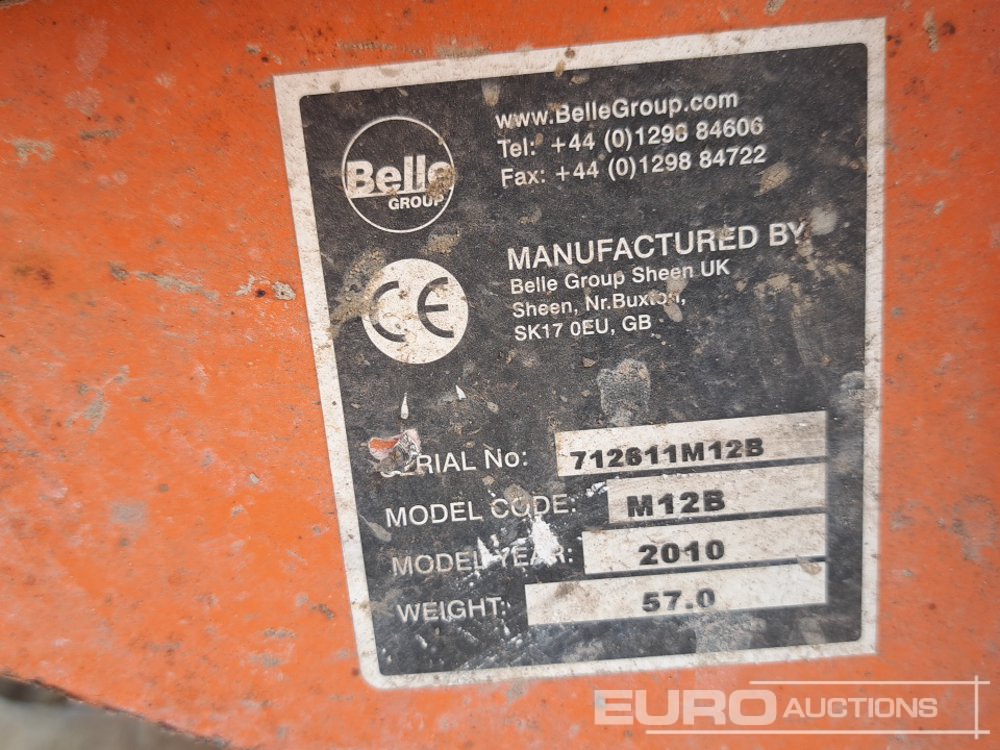 Belle
GROUP
www.BelleGroup.com
Tel: +44 (0)1298 84606
Fax: +44 (0)1298 84722
CE
MANUFACTURED BY
Belle Group Sheen UK
Sheen, Nr.Buxton,
SK17 0EU, GB
SERIAL No: 712611M12B
MODEL CODE: M12B
MODEL YEAR: 2010
WEIGHT: 57.0
EURO AUCTIONS